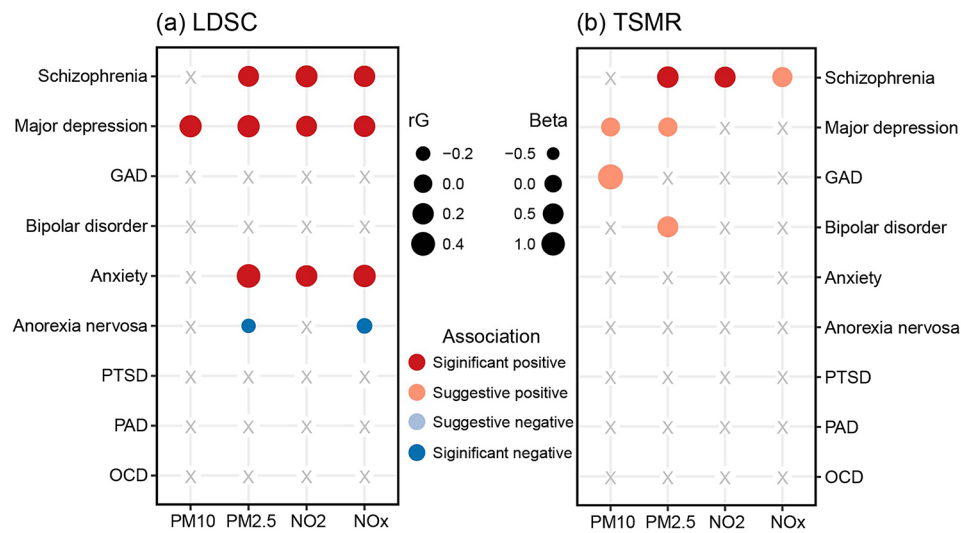 (a) LDSC
(b) TSMR
Schizophrenia X
Major depression
GAD X X X X
Bipolar disorder X X X X
Anxiety X
Anorexia nervosa X X
PTSD X X X X
PAD X X X X
OCD X X X X
PM10 PM2.5 NO2 NOx
rG
−0.2
0.0
0.2
0.4
Beta
−0.5
0.0
0.5
1.0
Association
Siginificant positive
Suggestive positive
Suggestive negative
Siginificant negative
X Schizophrenia
X X Major depression
X X X GAD
X X X Bipolar disorder
X X X X Anxiety
X X X X Anorexia nervosa
X X X X PTSD
X X X X PAD
X X X X OCD
PM10 PM2.5 NO2 NOx